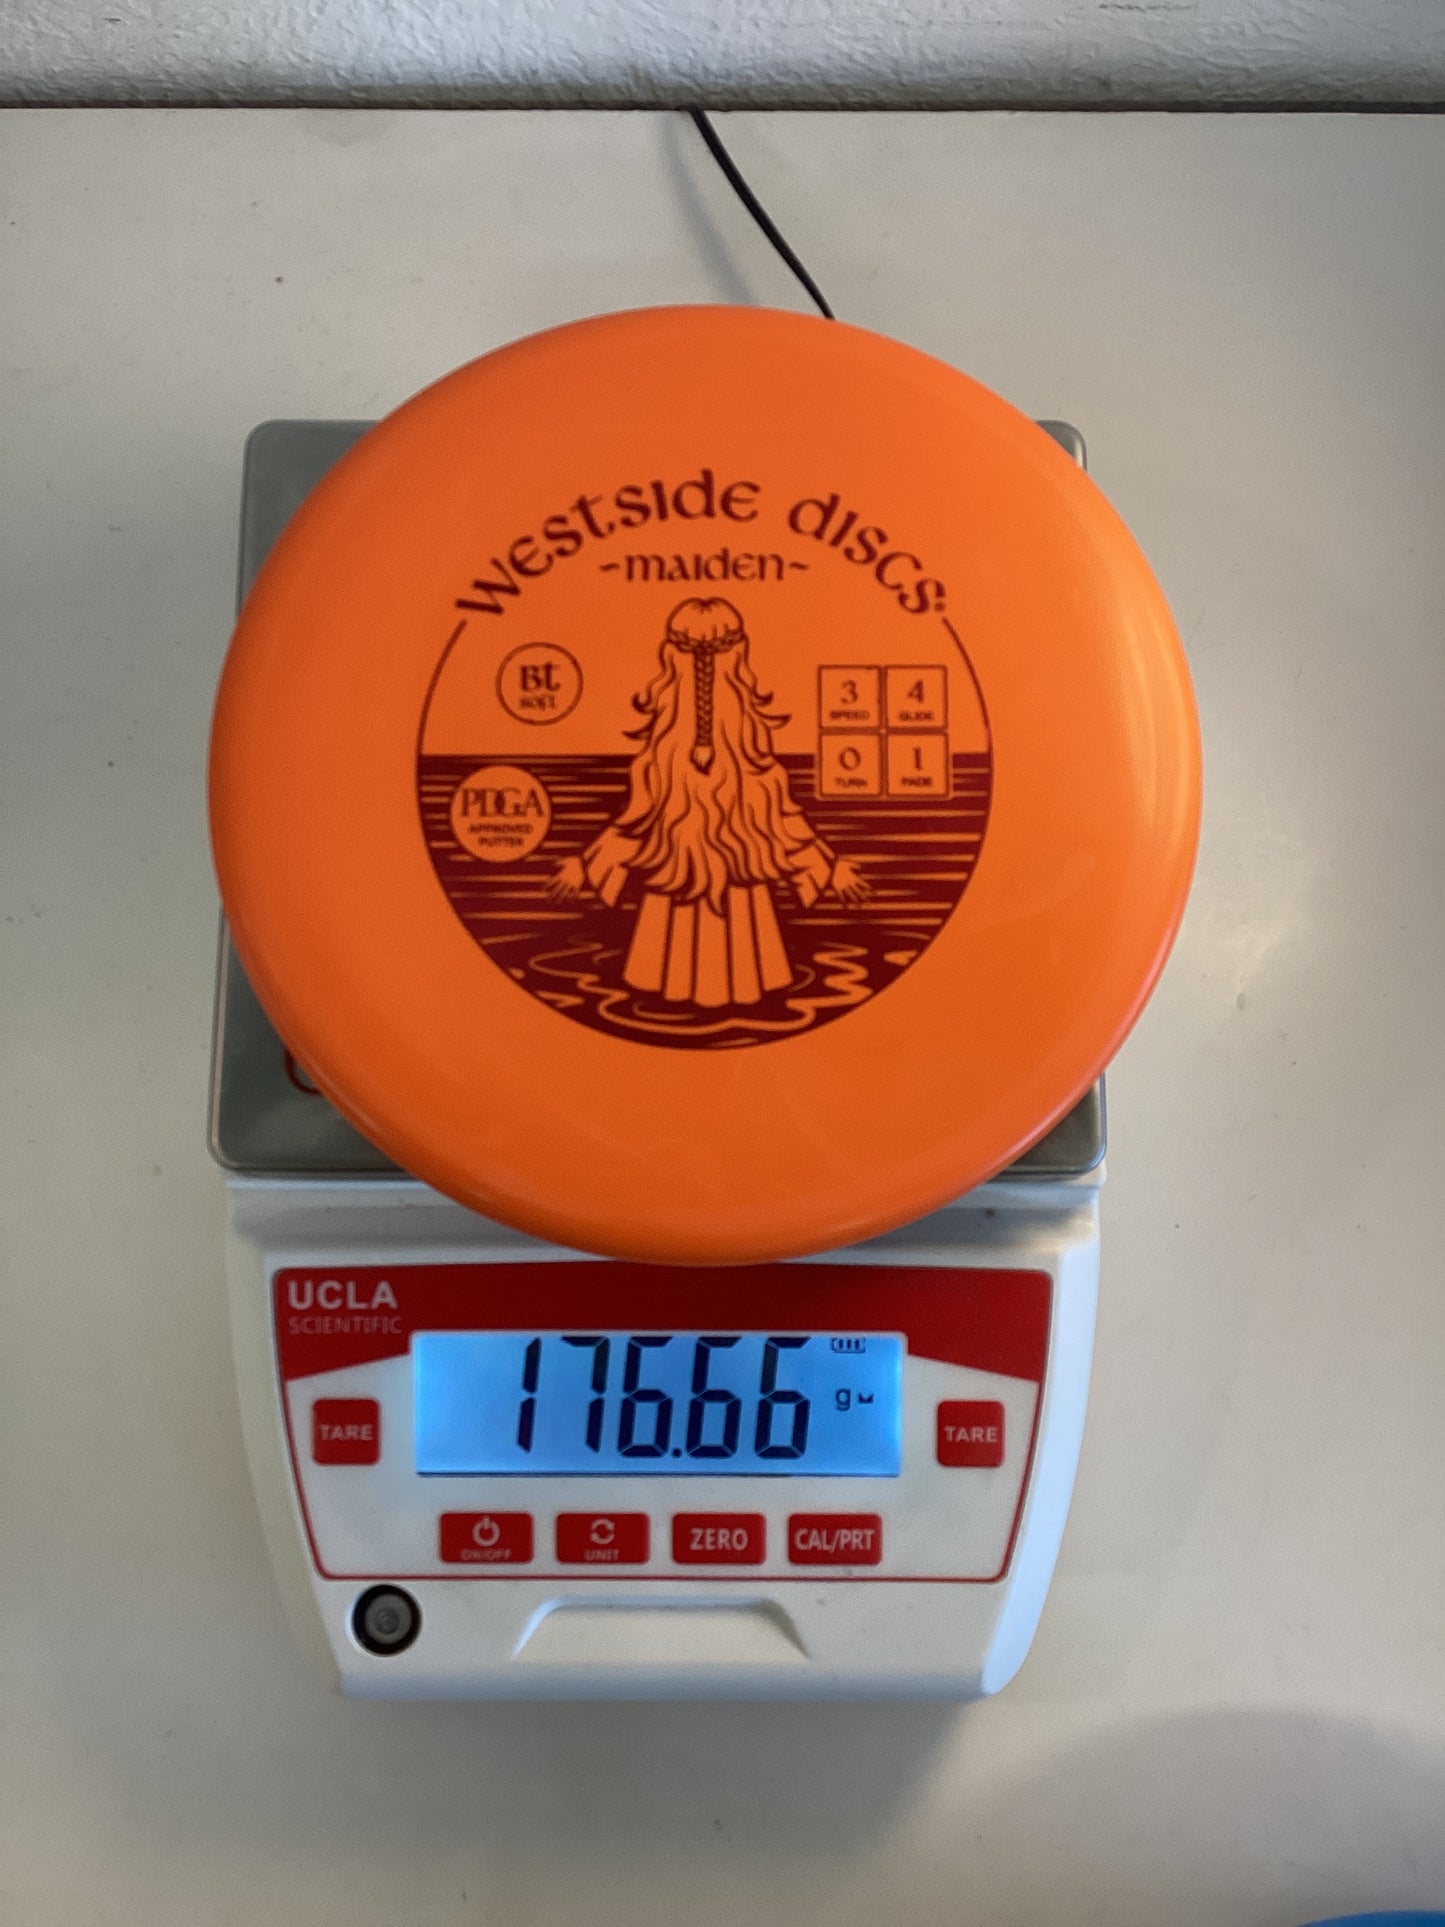 Westside discs
-maiden-
Bt
soft
3
SPEED
4
GLIDE
0
TURN
1
FADE
PDGA
APPROVED
PUTTER
UCLA
SCIENTIFIC
176.66
g
TARE
TARE
ON/OFF
UNIT
ZERO
CAL/PRT